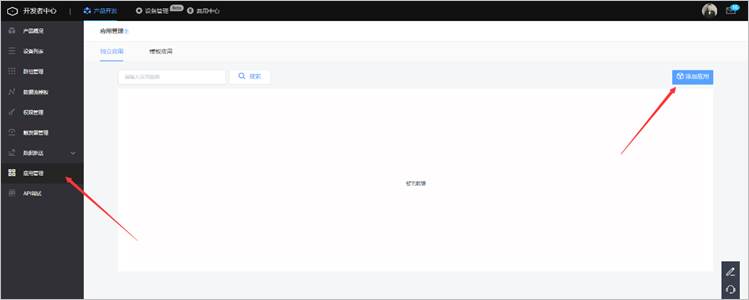 开发者中心
产品开发
设备管理 Beta
应用中心
产品概况
设备列表
群组管理
数据流模板
权限管理
触发器管理
数据推送
应用管理
API调试
应用管理
独立应用
模板应用
请输入应用名称
搜索
添加应用
暂无数据